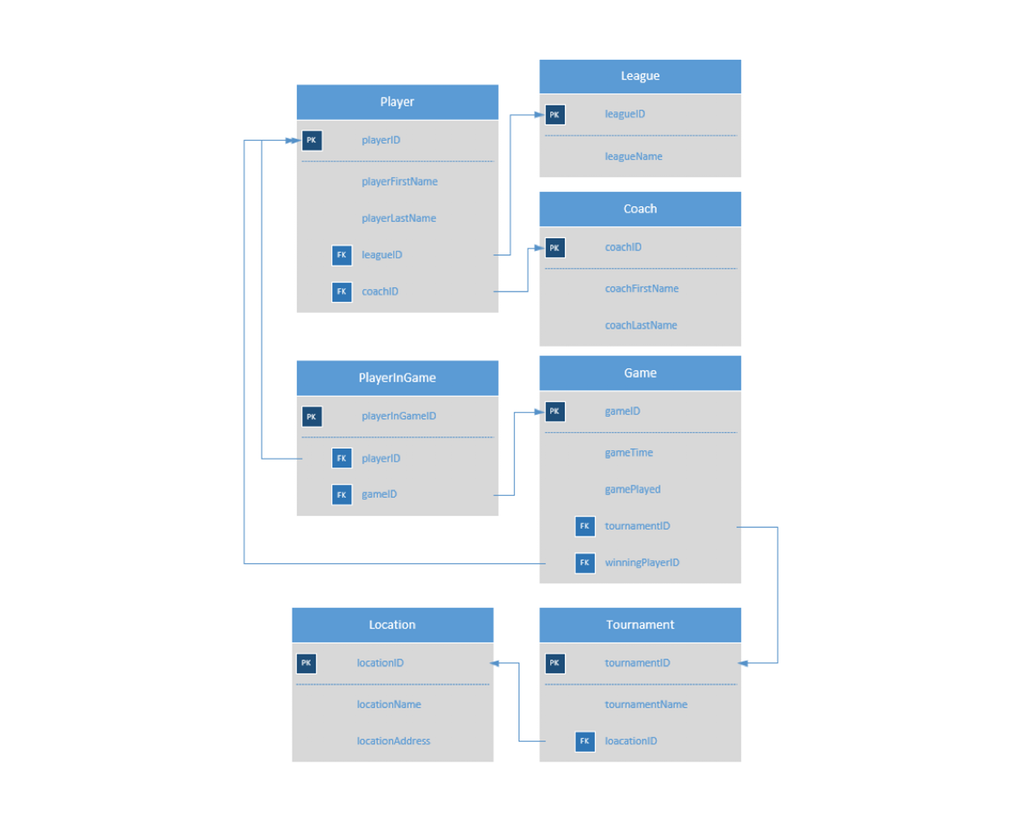 Player
PK playerID
playerFirstName
playerLastName
FK leagueID
FK coachID
League
PK leagueID
leagueName
Coach
PK coachID
coachFirstName
coachLastName
PlayerInGame
PK playerInGameID
FK playerID
FK gameID
Game
PK gameID
gameTime
gamePlayed
FK tournamentID
FK winningPlayerID
Location
PK locationID
locationName
locationAddress
Tournament
PK tournamentID
tournamentName
FK loacationID